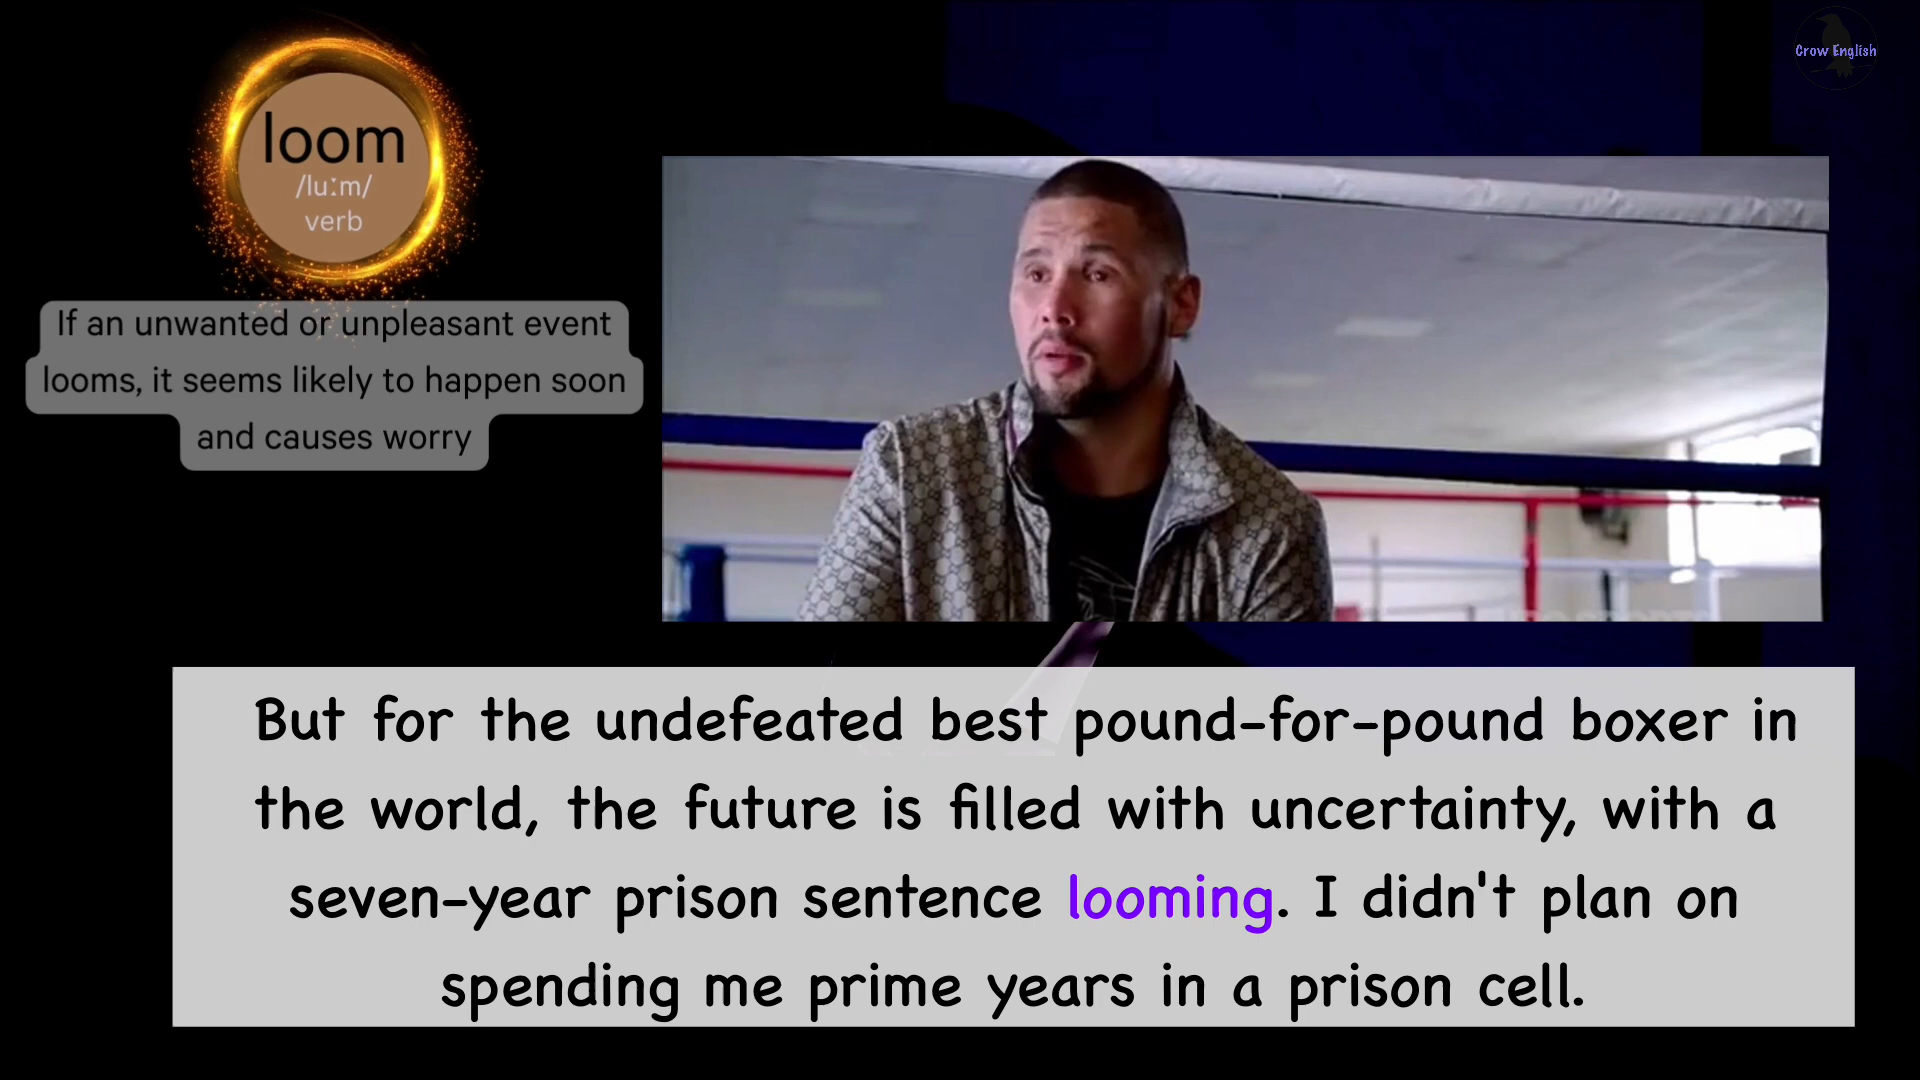 Crow English
loom
/luːm/
verb
If an unwanted or unpleasant event
looms, it seems likely to happen soon
and causes worry
But for the undefeated best pound-for-pound boxer in
the world, the future is filled with uncertainty, with a
seven-year prison sentence looming. I didn't plan on
spending me prime years in a prison cell.